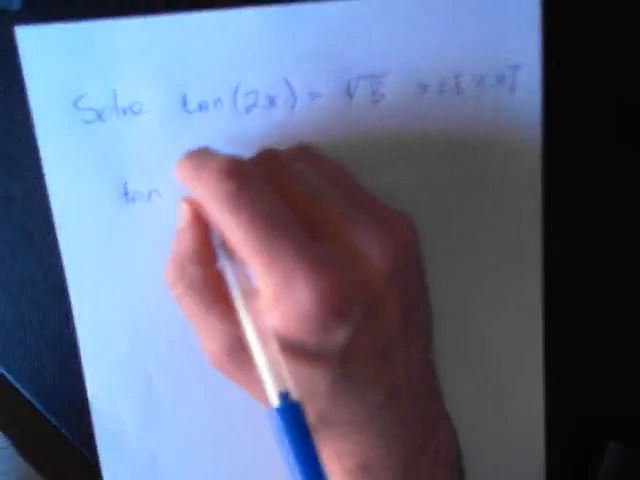 Solve tan(2x) = √3
tan